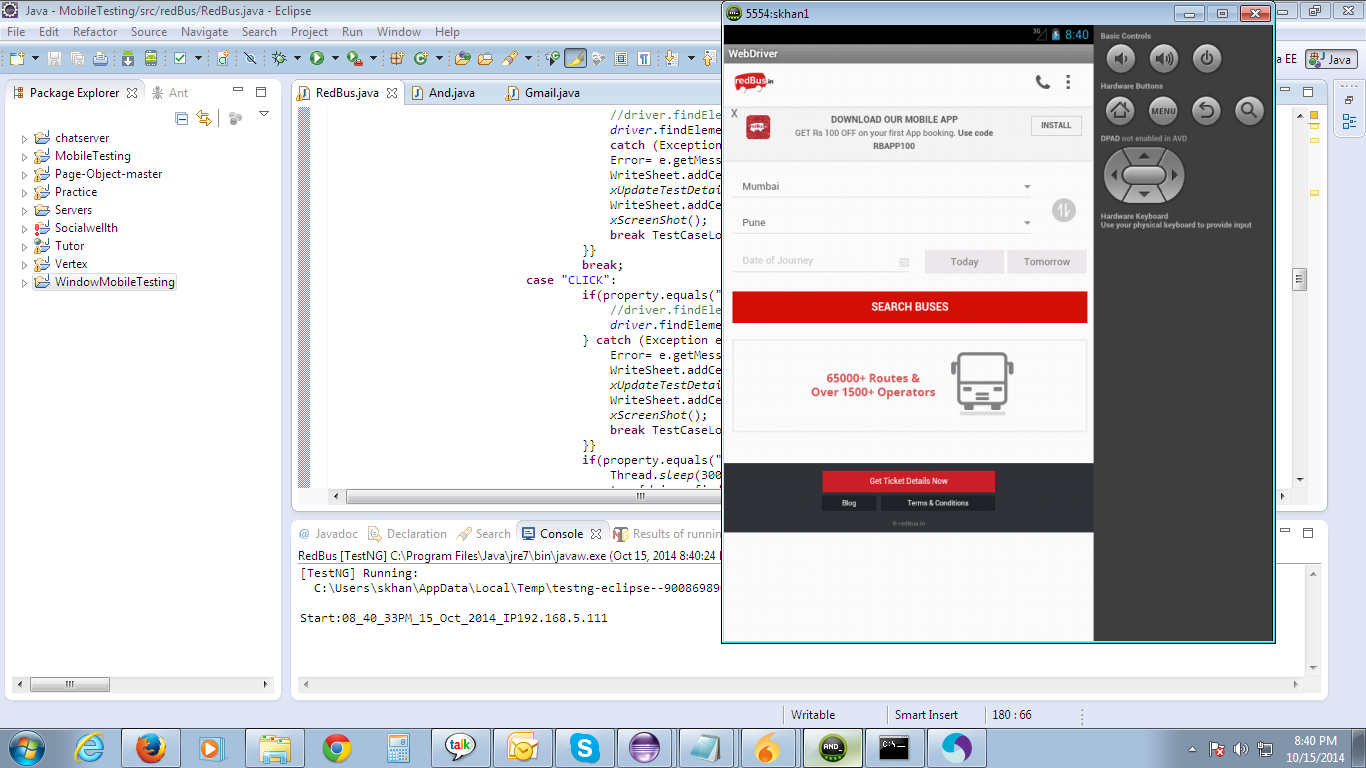 Java - MobileTesting/src/redBus/RedBus.java - Eclipse
File Edit Refactor Source Navigate Search Project Run Window Help
Java
Package Explorer
Ant
chatserver
MobileTesting
Page-Object-master
Practice
Servers
Socialwellth
Tutor
Vertex
WindowMobileTesting
RedBus.java
And.java
Gmail.java
//driver.findEle
driver.findEleme
catch (Exception
Error= e.getMess
WriteSheet.addCe
xUpdateTestDetai
WriteSheet.addCe
xScreenShot();
break TestCaseLo
}}
break;
case "CLICK":
if(property.equals("
//driver.findEle
driver.findEleme
} catch (Exception e
Error= e.getMess
WriteSheet.addCe
xUpdateTestDetai
WriteSheet.addCe
xScreenShot();
break TestCaseLo
}}
if(property.equals("
Thread.sleep(300
@ Javadoc
Declaration
Search
Console
Results of runnin
RedBus [TestNG] C:\Program Files\Java\jre7\bin\javaw.exe (Oct 15, 2014 8:40:24
[TestNG] Running:
C:\Users\skhan\AppData\Local\Temp\testng-eclipse--900869890
Start:08_40_33PM_15_Oct_2014_IP192.168.5.111
Writable
Smart Insert
180 : 66
5554:skhan1
3G
8:40
WebDriver
redBus.in
X
redBus
DOWNLOAD OUR MOBILE APP
GET Rs 100 OFF on your first App booking. Use code
RBAPP100
INSTALL
Mumbai
Pune
Date of Journey
Today
Tomorrow
SEARCH BUSES
65000+ Routes &
Over 1500+ Operators
Get Ticket Details Now
Blog
Terms & Conditions
© redBus.in
Basic Controls
Hardware Buttons
MENU
DPAD not enabled in AVD
Hardware Keyboard
Use your physical keyboard to provide input
talk
AND_
C:\_
8:40 PM
10/15/2014